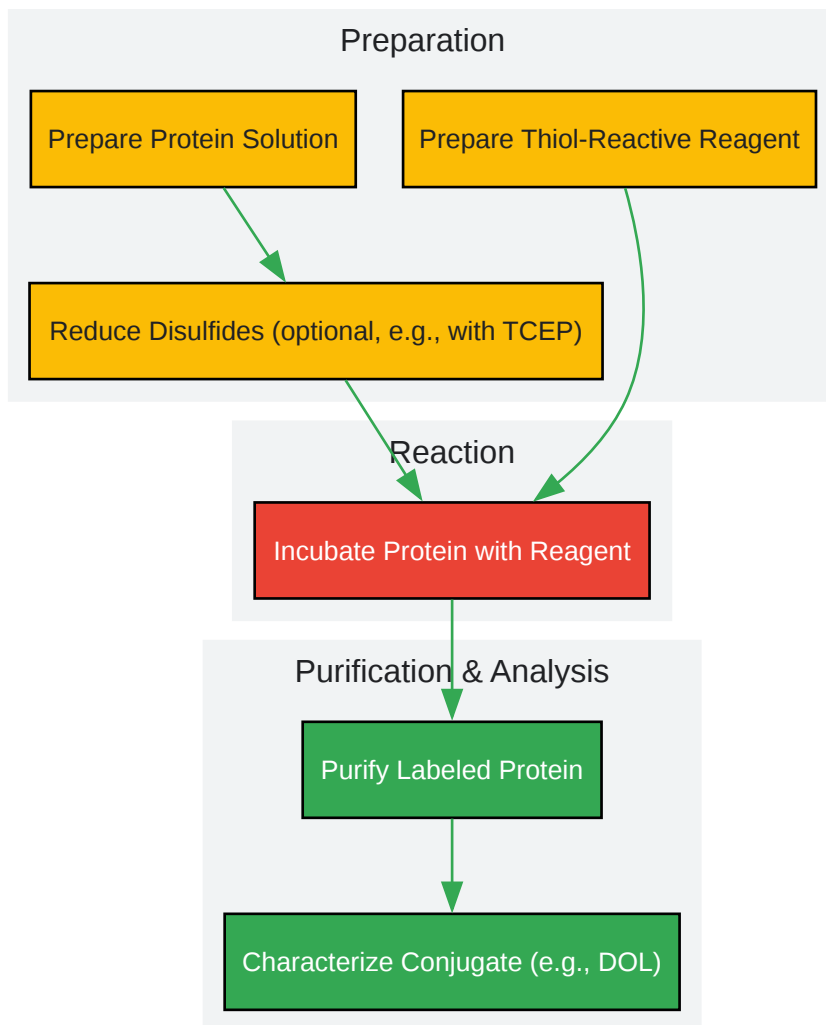 Preparation
Prepare Protein Solution
Prepare Thiol-Reactive Reagent
Reduce Disulfides (optional, e.g., with TCEP)
Reaction
Incubate Protein with Reagent
Purification & Analysis
Purify Labeled Protein
Characterize Conjugate (e.g., DOL)